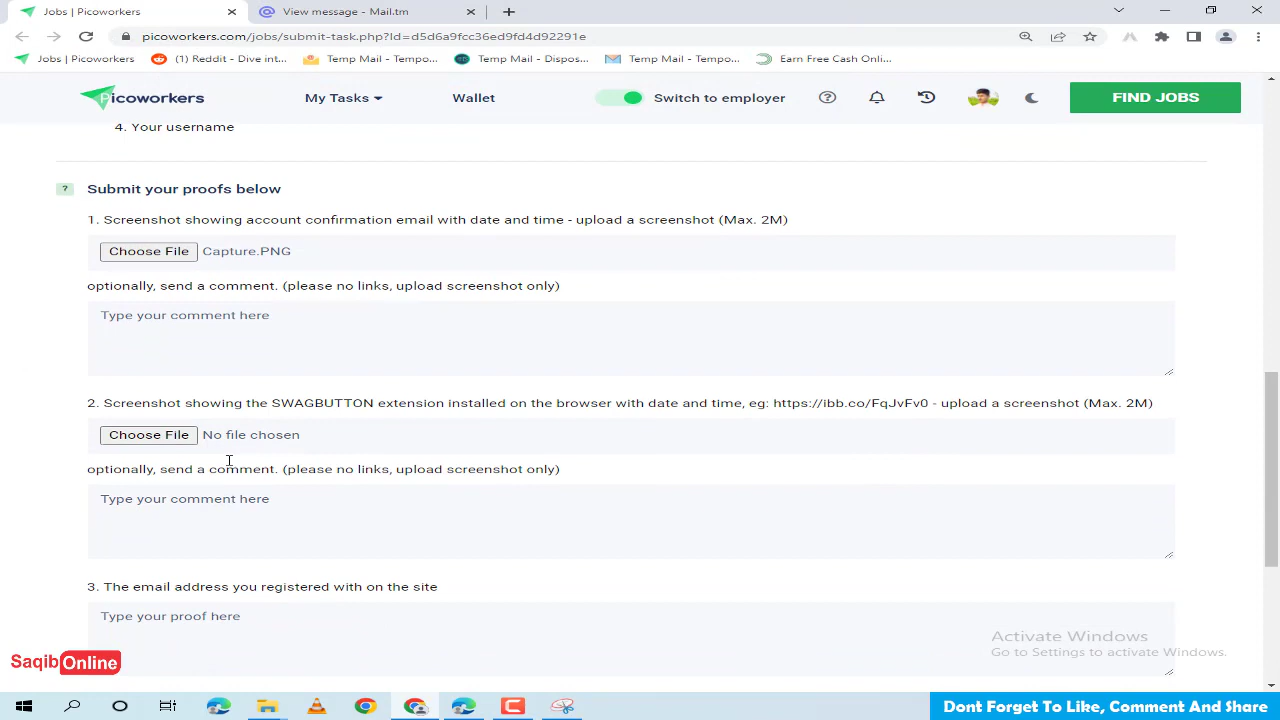 Jobs | Picoworkers
View message - Mail.tm
picoworkers.com/jobs/submit-task.php?Id=d5d6a9fcc36ed9fd4d92291e
Jobs | Picoworkers
(1) Reddit - Dive int...
Temp Mail - Tempo...
Temp Mail - Dispos...
Temp Mail - Tempo...
Earn Free Cash Onli...
Picoworkers
My Tasks
Wallet
Switch to employer
FIND JOBS
4. Your username
? Submit your proofs below
1. Screenshot showing account confirmation email with date and time - upload a screenshot (Max. 2M)
Choose File Capture.PNG
optionally, send a comment. (please no links, upload screenshot only)
Type your comment here
2. Screenshot showing the SWAGBUTTON extension installed on the browser with date and time, eg: https://ibb.co/FqJvFv0 - upload a screenshot (Max. 2M)
Choose File No file chosen
optionally, send a comment. (please no links, upload screenshot only)
Type your comment here
3. The email address you registered with on the site
Type your proof here
Activate Windows
Go to Settings to activate Windows.
Saqib Online
Dont Forget To Like, Comment And Share